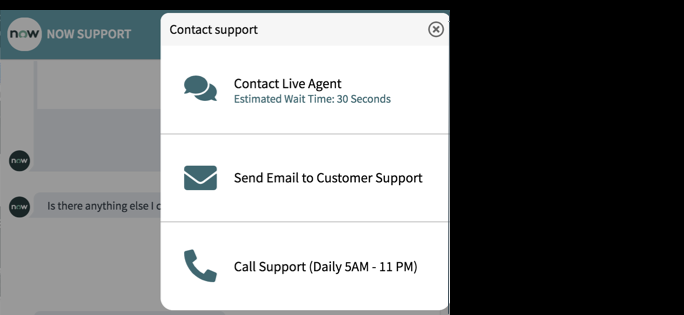 now NOW SUPPORT
Contact support
Contact Live Agent
Estimated Wait Time: 30 Seconds
now
Send Email to Customer Support
now Is there anything else I c
Call Support (Daily 5AM - 11 PM)